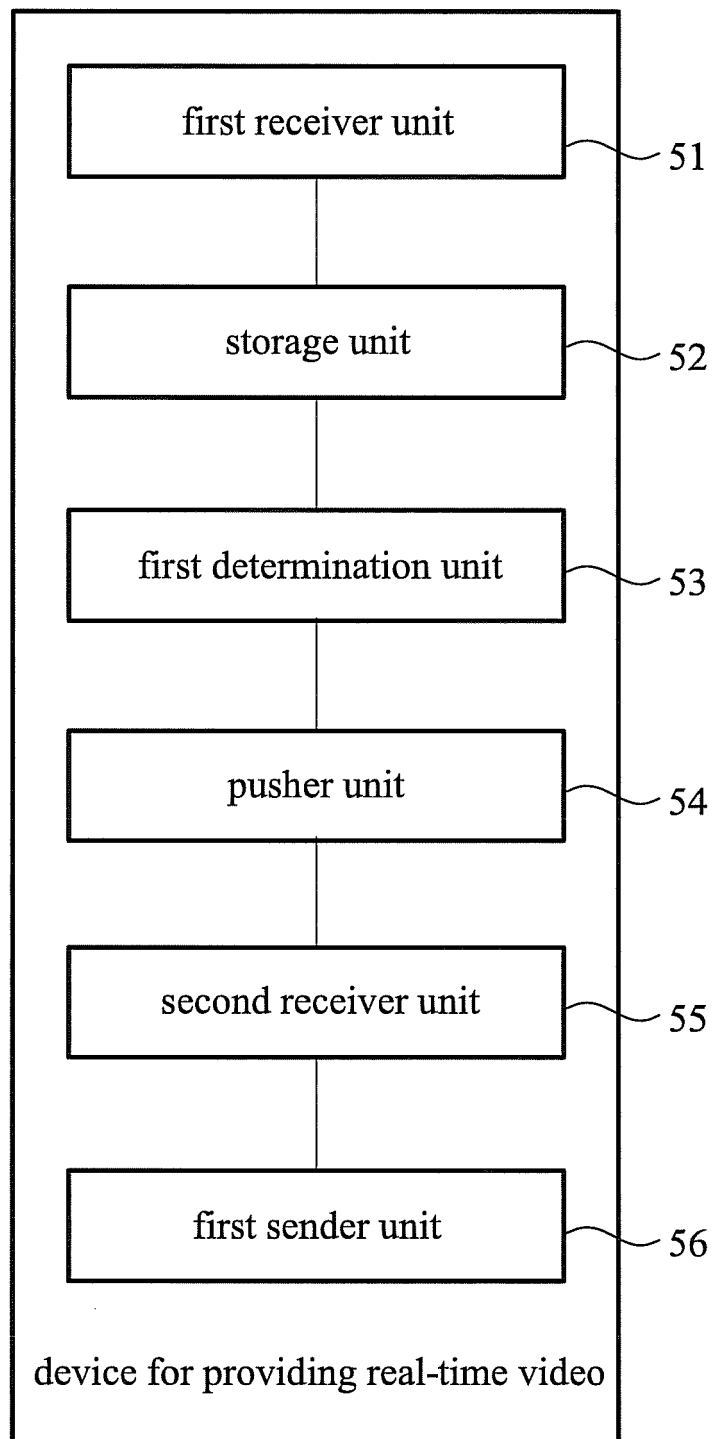 first receiver unit
51
storage unit
52
first determination unit
53
pusher unit
54
second receiver unit
55
first sender unit
56
device for providing real-time video